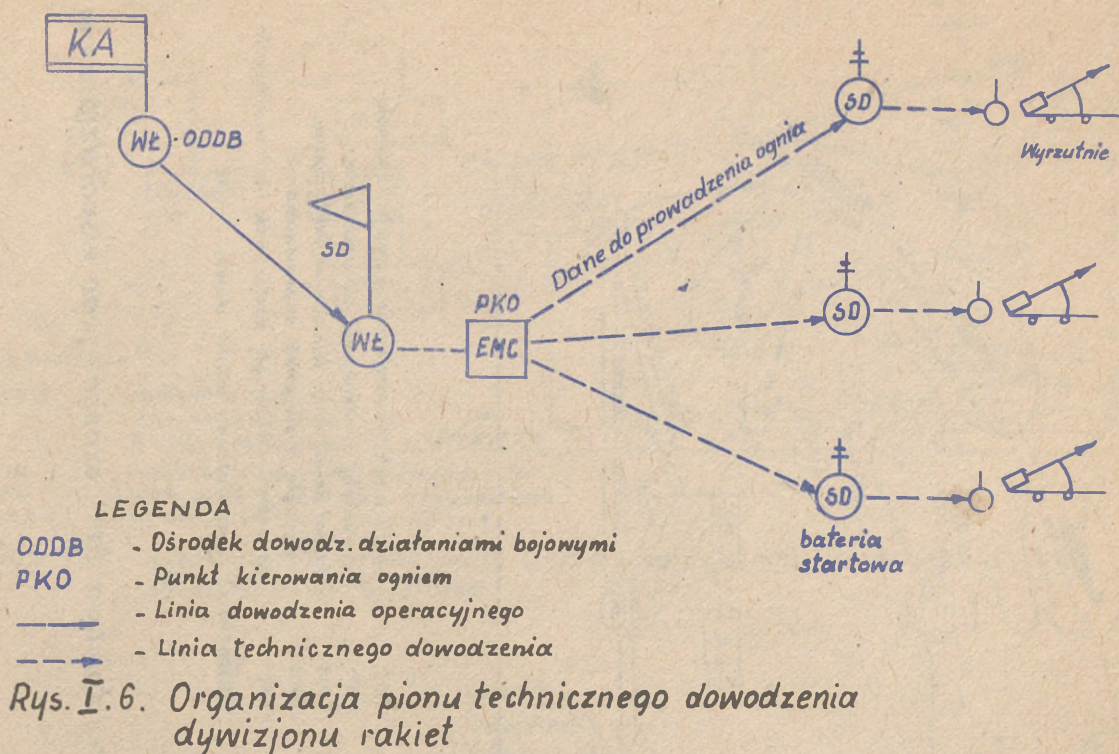 KA
WŁ · ODDB
SD
WŁ
PKO
EMC
Dane do prowadzenia ognia
SD
Wyrzutnie
SD
SD
bateria
startowa
LEGENDA
ODDB - Ośrodek dowodz. działaniami bojowymi
PKO - Punkt kierowania ogniem
- Linia dowodzenia operacyjnego
- Linia technicznego dowodzenia
Rys. I.6. Organizacja pionu technicznego dowodzenia
dywizjonu rakiet